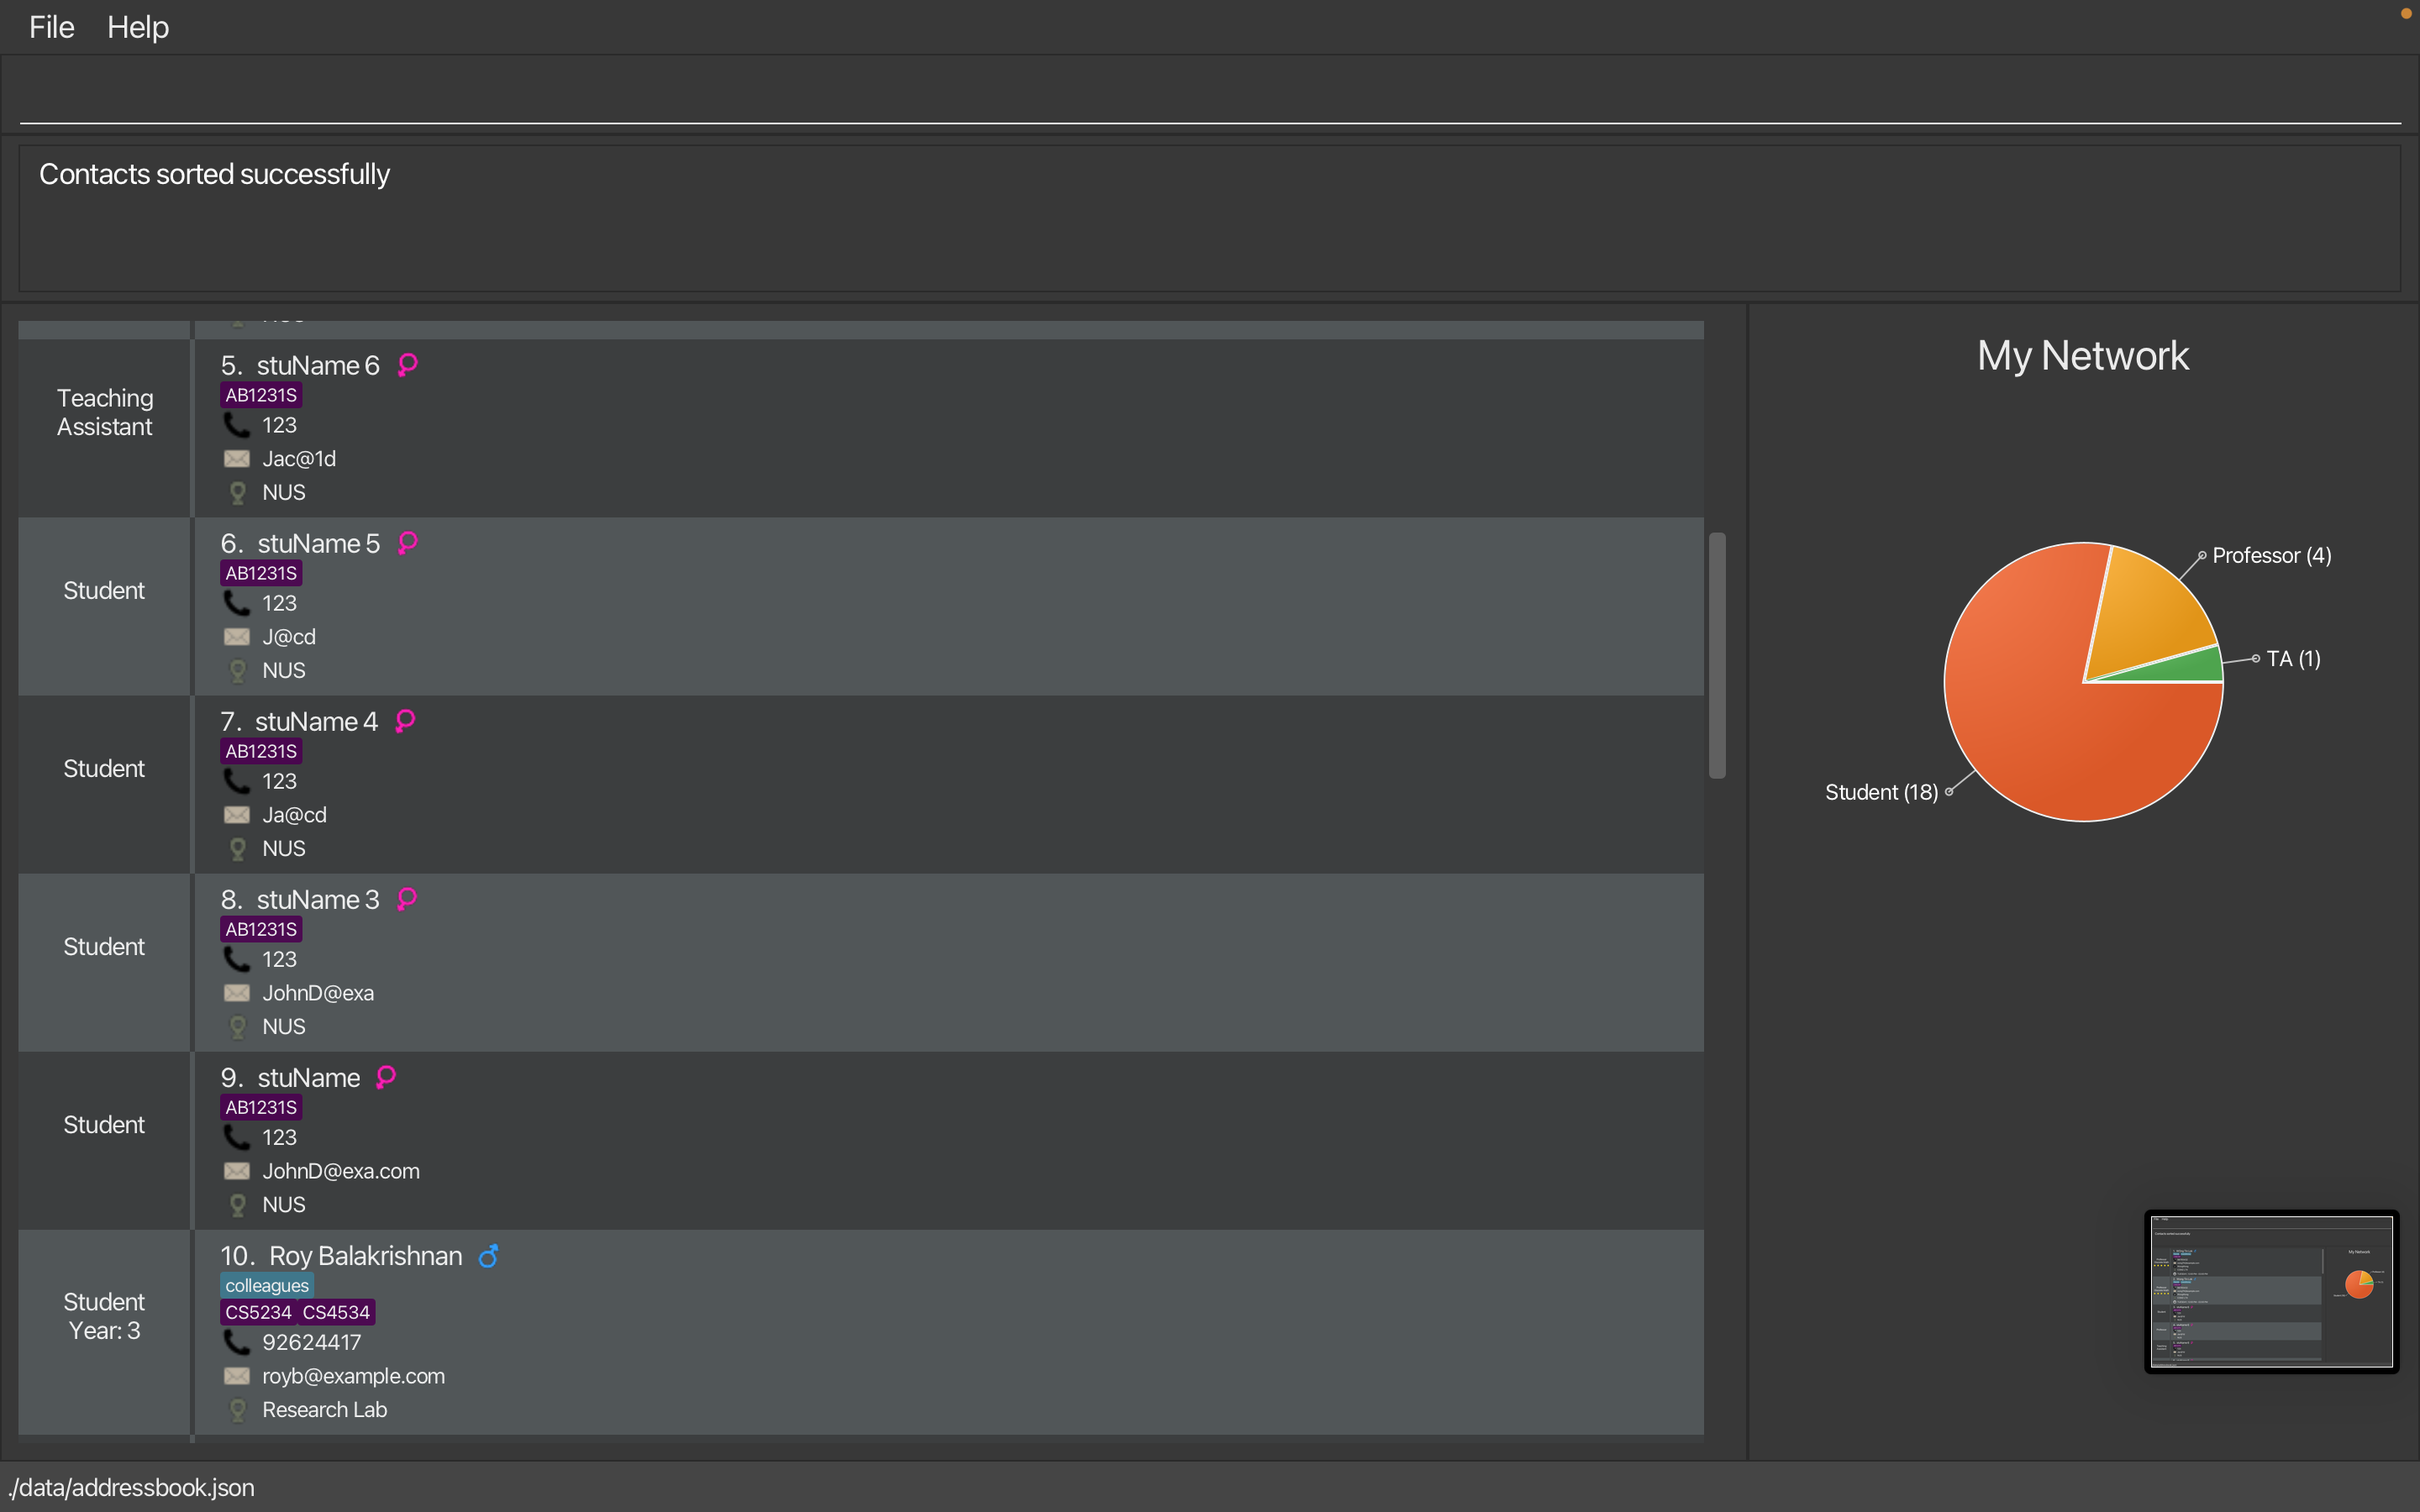 File Help
Contacts sorted successfully
Teaching
Assistant
5. stuName 6
AB1231S
123
Jac@1d
NUS
Student
6. stuName 5
AB1231S
123
J@cd
NUS
Student
7. stuName 4
AB1231S
123
Ja@cd
NUS
Student
8. stuName 3
AB1231S
123
JohnD@exa
NUS
Student
9. stuName
AB1231S
123
JohnD@exa.com
NUS
Student
Year: 3
10. Roy Balakrishnan
colleagues
CS5234 CS4534
92624417
royb@example.com
Research Lab
My Network
Professor (4)
TA (1)
Student (18)
./data/addressbook.json